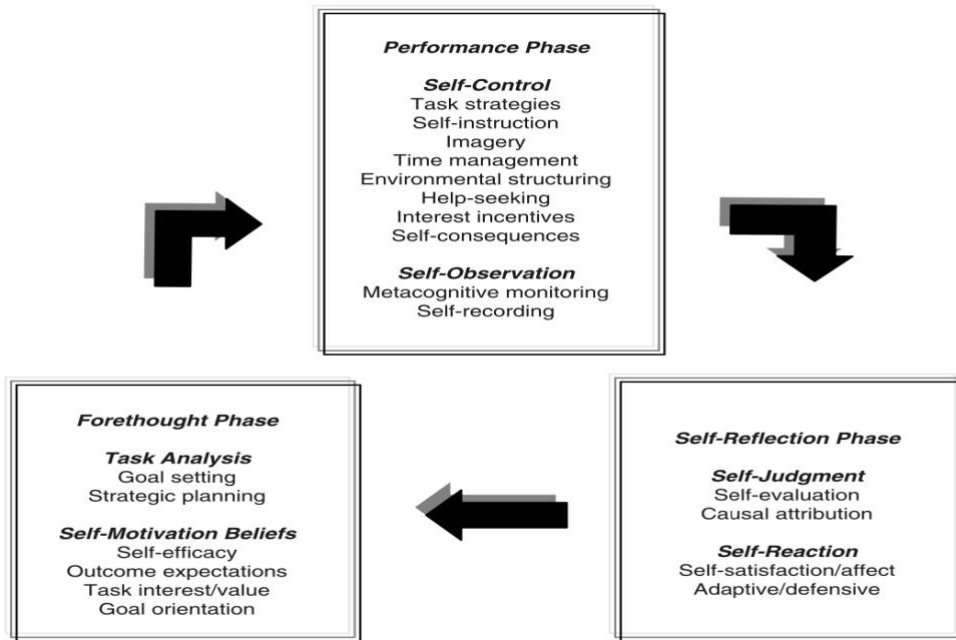 Performance Phase
Self-Control
Task strategies
Self-instruction
Imagery
Time management
Environmental structuring
Help-seeking
Interest incentives
Self-consequences
Self-Observation
Metacognitive monitoring
Self-recording
Forethought Phase
Task Analysis
Goal setting
Strategic planning
Self-Motivation Beliefs
Self-efficacy
Outcome expectations
Task interest/value
Goal orientation
Self-Reflection Phase
Self-Judgment
Self-evaluation
Causal attribution
Self-Reaction
Self-satisfaction/affect
Adaptive/defensive